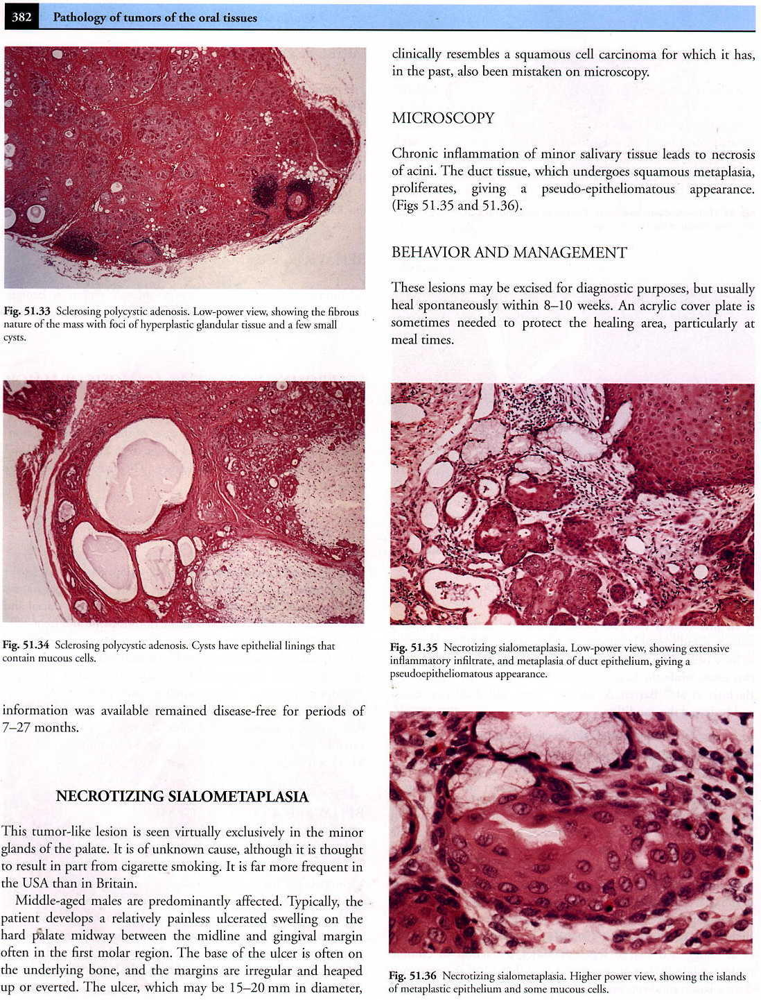 382 Pathology of tumors of the oral tissues
Fig. 51.33 Sclerosing polycystic adenosis. Low-power view, showing the fibrous
nature of the mass with foci of hyperplastic glandular tissue and a few small
cysts.
Fig. 51.34 Sclerosing polycystic adenosis. Cysts have epithelial linings that
contain mucous cells.
information was available remained disease-free for periods of
7–27 months.
NECROTIZING SIALOMETAPLASIA
This tumor-like lesion is seen virtually exclusively in the minor
glands of the palate. It is of unknown cause, although it is thought
to result in part from cigarette smoking. It is far more frequent in
the USA than in Britain.
Middle-aged males are predominantly affected. Typically, the
patient develops a relatively painless ulcerated swelling on the
hard palate midway between the midline and gingival margin
often in the first molar region. The base of the ulcer is often on
the underlying bone, and the margins are irregular and heaped
up or everted. The ulcer, which may be 15–20 mm in diameter,
clinically resembles a squamous cell carcinoma for which it has,
in the past, also been mistaken on microscopy.
MICROSCOPY
Chronic inflammation of minor salivary tissue leads to necrosis
of acini. The duct tissue, which undergoes squamous metaplasia,
proliferates, giving a pseudo-epitheliomatous appearance.
(Figs 51.35 and 51.36).
BEHAVIOR AND MANAGEMENT
These lesions may be excised for diagnostic purposes, but usually
heal spontaneously within 8–10 weeks. An acrylic cover plate is
sometimes needed to protect the healing area, particularly at
meal times.
Fig. 51.35 Necrotizing sialometaplasia. Low-power view, showing extensive
inflammatory infiltrate, and metaplasia of duct epithelium, giving a
pseudoepitheliomatous appearance.
Fig. 51.36 Necrotizing sialometaplasia. Higher power view, showing the islands
of metaplastic epithelium and some mucous cells.